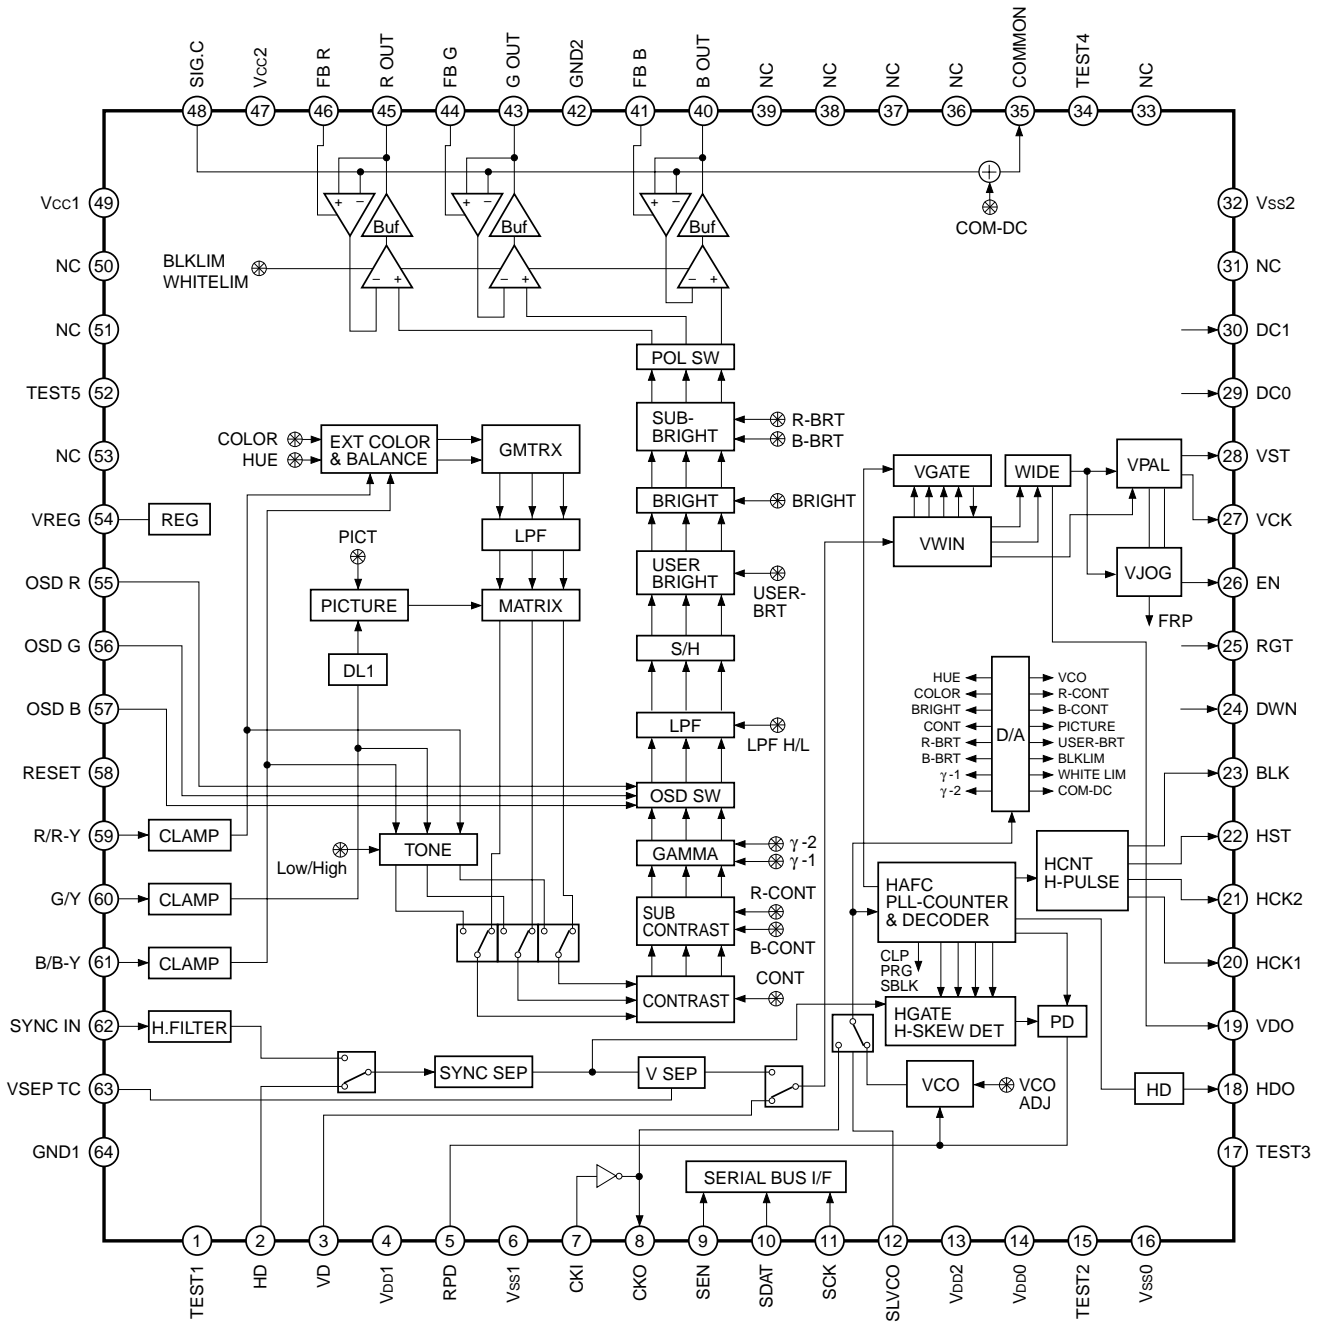 SIG.C
VCC2
FB R
R OUT
FB G
G OUT
GND2
FB B
B OUT
NC
NC
NC
NC
COMMON
TEST4
NC
48
47
46
45
44
43
42
41
40
39
38
37
36
35
34
33
VCC1
49
+
−
Buf
+
−
Buf
+
−
Buf
COM-DC
32
VSS2
NC
50
BLKLIM
WHITELIM
−
+
−
+
−
+
31
NC
NC
51
POL SW
30
DC1
TEST5
52
29
DC0
COLOR
HUE
EXT COLOR
& BALANCE
GMTRX
SUB-
BRIGHT
R-BRT
B-BRT
NC
53
VGATE
WIDE
VPAL
28
VST
BRIGHT
BRIGHT
VREG
54
REG
LPF
VWIN
27
VCK
PICT
USER
BRIGHT
USER-
BRT
VJOG
26
EN
OSD R
55
PICTURE
MATRIX
FRP
OSD G
56
DL1
S/H
25
RGT
HUE
COLOR
BRIGHT
CONT
R-BRT
B-BRT
γ-1
γ-2
D/A
VCO
R-CONT
B-CONT
PICTURE
USER-BRT
BLKLIM
WHITE LIM
COM-DC
OSD B
57
LPF
LPF H/L
24
DWN
RESET
58
OSD SW
23
BLK
R/R-Y
59
CLAMP
Low/High
TONE
GAMMA
γ-2
γ-1
HCNT
H-PULSE
22
HST
G/Y
60
CLAMP
SUB
CONTRAST
R-CONT
B-CONT
HAFC
PLL-COUNTER
& DECODER
21
HCK2
B/B-Y
61
CLAMP
CONTRAST
CONT
CLP
PRG
SBLK
20
HCK1
SYNC IN
62
H.FILTER
HGATE
H-SKEW DET
PD
19
VDO
VSEP TC
63
SYNC SEP
V SEP
VCO
VCO
ADJ
HD
18
HDO
GND1
64
17
TEST3
SERIAL BUS I/F
1
2
3
4
5
6
7
8
9
10
11
12
13
14
15
16
TEST1
HD
VD
VDD1
RPD
VSS1
CKI
CKO
SEN
SDAT
SCK
SLVCO
VDD2
VDD0
TEST2
VSS0